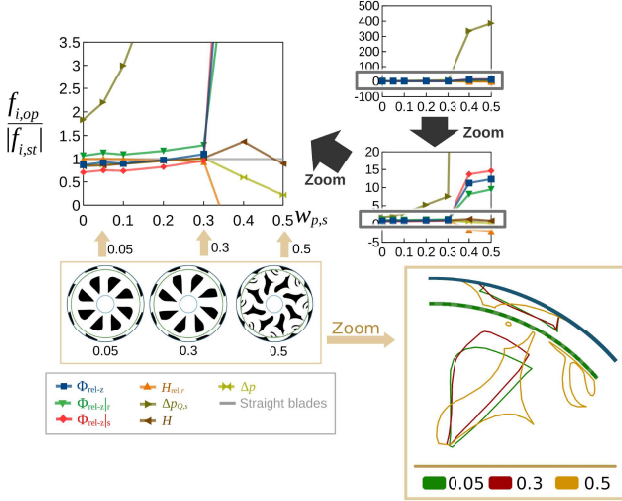 500
400
300
200
100
0
-100
0 0.1 0.2 0.3 0.4 0.5
Zoom
20
15
10
5
0
-5
0 0.1 0.2 0.3 0.4 0.5
Zoom
3.5
3
2.5
2
1.5
1
0.5
0
0 0.1 0.2 0.3 0.4 0.5 w_{p,s}
f_{i,op}
|f_{i,st}|
0.05 0.3 0.5
0.05 0.3 0.5
Zoom
Φ_{rel-z} H_{rel r} Δp
Φ_{rel-z}|_r Δp_{Q,s} Straight blades
Φ_{rel-z}|_s H
0.05 0.3 0.5